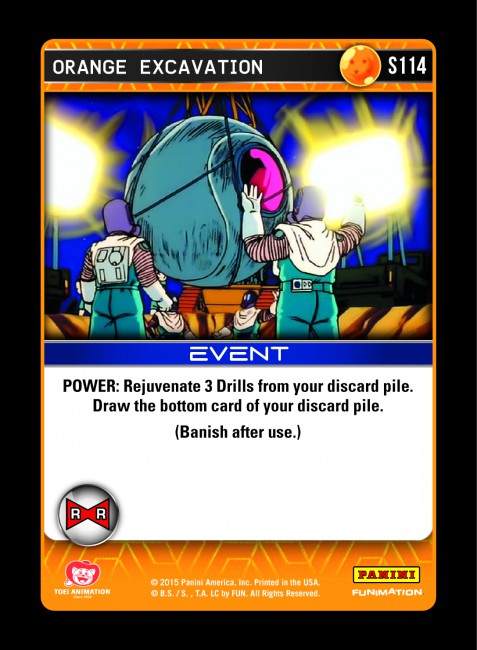 ORANGE EXCAVATION
S114
EVENT
POWER: Rejuvenate 3 Drills from your discard pile.
Draw the bottom card of your discard pile.
(Banish after use.)
R R
TOEI ANIMATION
© 2015 Panini America, Inc. Printed in the USA.
© B.S. / S. , T.A. LC by FUN. All Rights Reserved.
PANINI
FUNIMATION